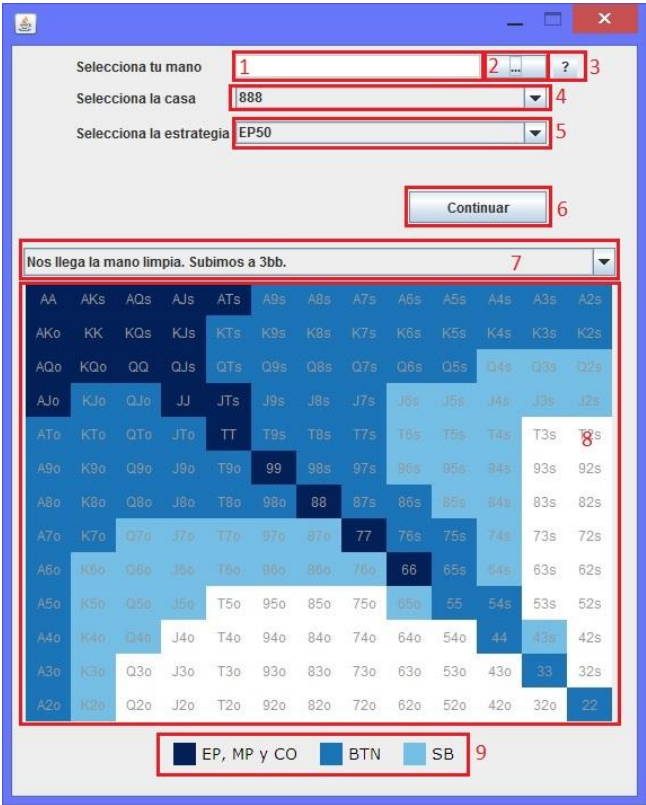 Selecciona tu mano 1 2 ... ? 3
Selecciona la casa 888 4
Selecciona la estrategia EP50 5
Continuar 6
Nos llega la mano limpia. Subimos a 3bb. 7
AA AKs AQs AJs ATs A9s A8s A7s A6s A5s A4s A3s A2s
AKo KK KQs KJs KTs K9s K8s K7s K6s K5s K4s K3s K2s
AQo KQo QQ QJs QTs Q9s Q8s Q7s Q6s Q5s Q4s Q3s Q2s
AJo KJo QJo JJ JTs J9s J8s J7s J6s J5s J4s J3s J2s
ATo KTo QTo JTo TT T9s T8s T7s T6s T5s T4s T3s T2s
8
A9o K9o Q9o J9o T9o 99 98s 97s 96s 95s 94s 93s 92s
A8o K8o Q8o J8o T8o 98o 88 87s 86s 85s 84s 83s 82s
A7o K7o Q7o J7o T7o 97o 87o 77 76s 75s 74s 73s 72s
A6o K6o Q6o J6o T6o 96o 86o 76o 66 65s 64s 63s 62s
A5o K5o Q5o J5o T5o 95o 85o 75o 65o 55 54s 53s 52s
A4o K4o Q4o J4o T4o 94o 84o 74o 64o 54o 44 43s 42s
A3o K3o Q3o J3o T3o 93o 83o 73o 63o 53o 43o 33 32s
A2o K2o Q2o J2o T2o 92o 82o 72o 62o 52o 42o 32o 22
EP, MP y CO BTN SB 9